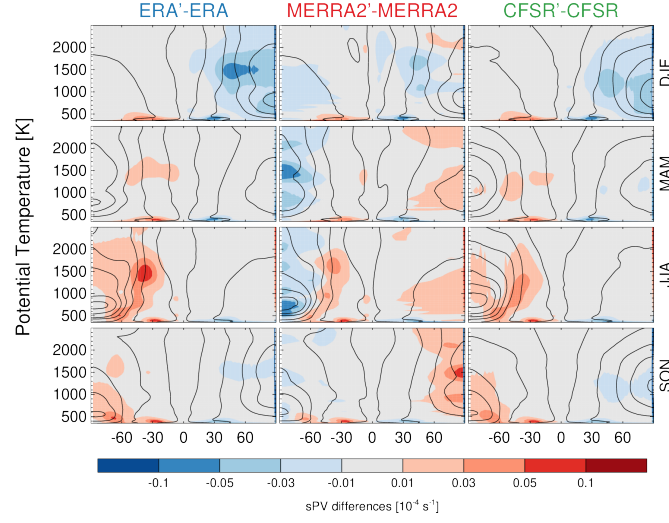 ERA'-ERA MERRA2'-MERRA2 CFSR'-CFSR
2000
1500
1000
500
DJF
2000
1500
1000
500
MAM
2000
1500
1000
500
JJA
2000
1500
1000
500
SON
Potential Temperature [K]
-60 -30 0 30 60 -60 -30 0 30 60 -60 -30 0 30 60
-0.1 -0.05 -0.03 -0.01 0.01 0.03 0.05 0.1
sPV differences [10⁻⁴ s⁻¹]